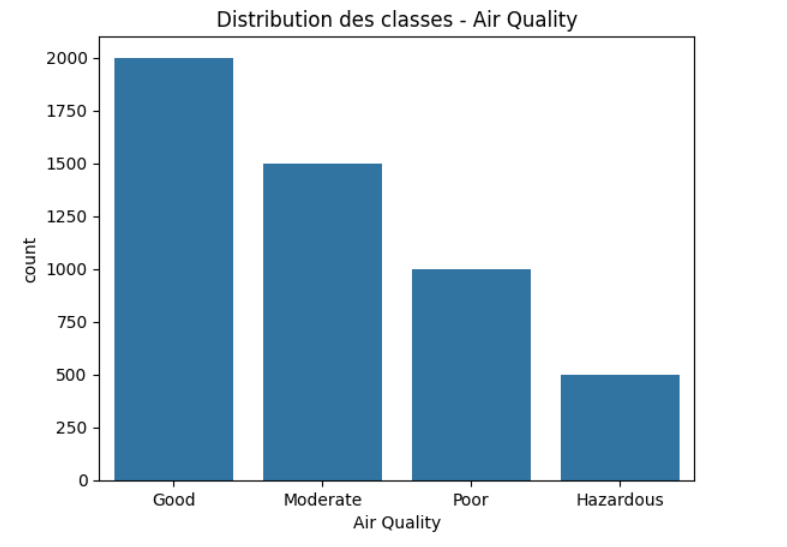 Distribution des classes - Air Quality
2000
1750
1500
1250
1000
750
500
250
0
count
Good Moderate Poor Hazardous
Air Quality